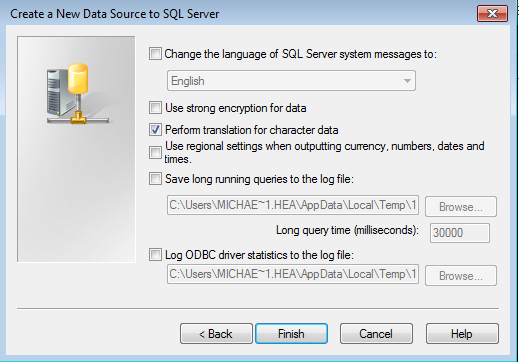 Create a New Data Source to SQL Server
Change the language of SQL Server system messages to:
English
Use strong encryption for data
Perform translation for character data
Use regional settings when outputting currency, numbers, dates and
times.
Save long running queries to the log file:
C:\Users\MICHAE~1.HEA\AppData\Local\Temp\1
Browse...
Long query time (milliseconds):
30000
Log ODBC driver statistics to the log file:
C:\Users\MICHAE~1.HEA\AppData\Local\Temp\1
Browse...
< Back
Finish
Cancel
Help